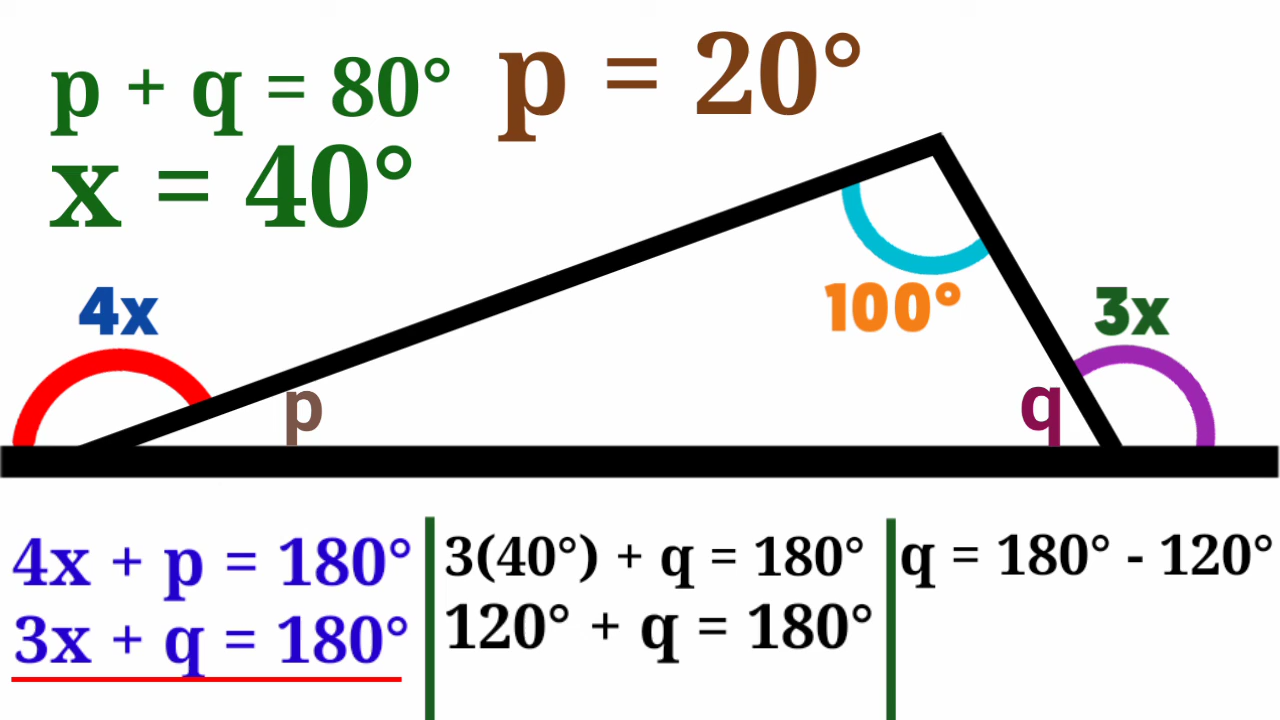 p + q = 80°
p = 20°
x = 40°
4x
100°
3x
p
q
4x + p = 180°
3x + q = 180°
3(40°) + q = 180°
120° + q = 180°
q = 180° - 120°